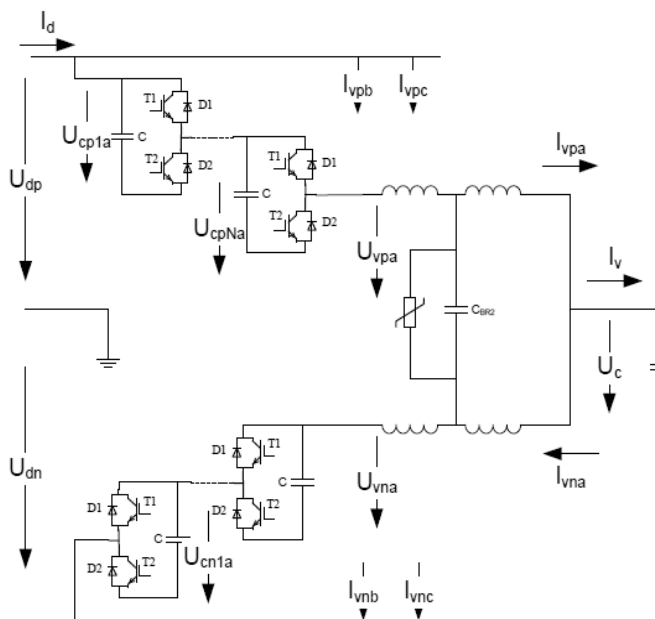 I_d
I_vpb I_vpc
T1 D1
U_cp1a C
T2 D2
T1 D1
I_vpa
U_dp
C
U_cpNa
T2 D2
U_vpa
I_v
C_BR2
U_c
U_dn
D1 T1
U_vna
I_vna
C
D1 T1
D2 T2
C
U_cn1a
D2 T2
I_vnb I_vnc